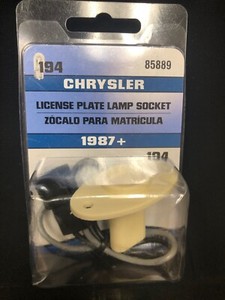 194
85889
CHRYSLER
LICENSE PLATE LAMP SOCKET
ZÓCALO PARA MATRÍCULA
1987+
194